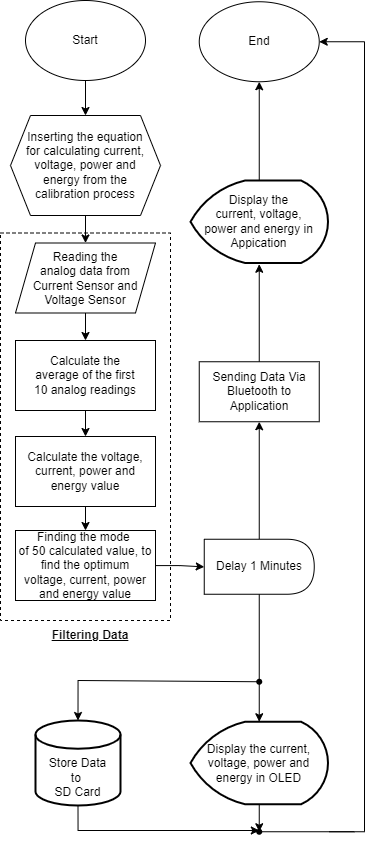 Start
Inserting the equation
for calculating current,
voltage, power and
energy from the
calibration process
Reading the
analog data from
Current Sensor and
Voltage Sensor
Calculate the
average of the first
10 analog readings
Calculate the voltage,
current, power and
energy value
Finding the mode
of 50 calculated value, to
find the optimum
voltage, current, power
and energy value
Filtering Data
Delay 1 Minutes
Sending Data Via
Bluetooth to
Application
Display the
current, voltage,
power and energy in
Appication
End
Store Data
to
SD Card
Display the current,
voltage, power and
energy in OLED